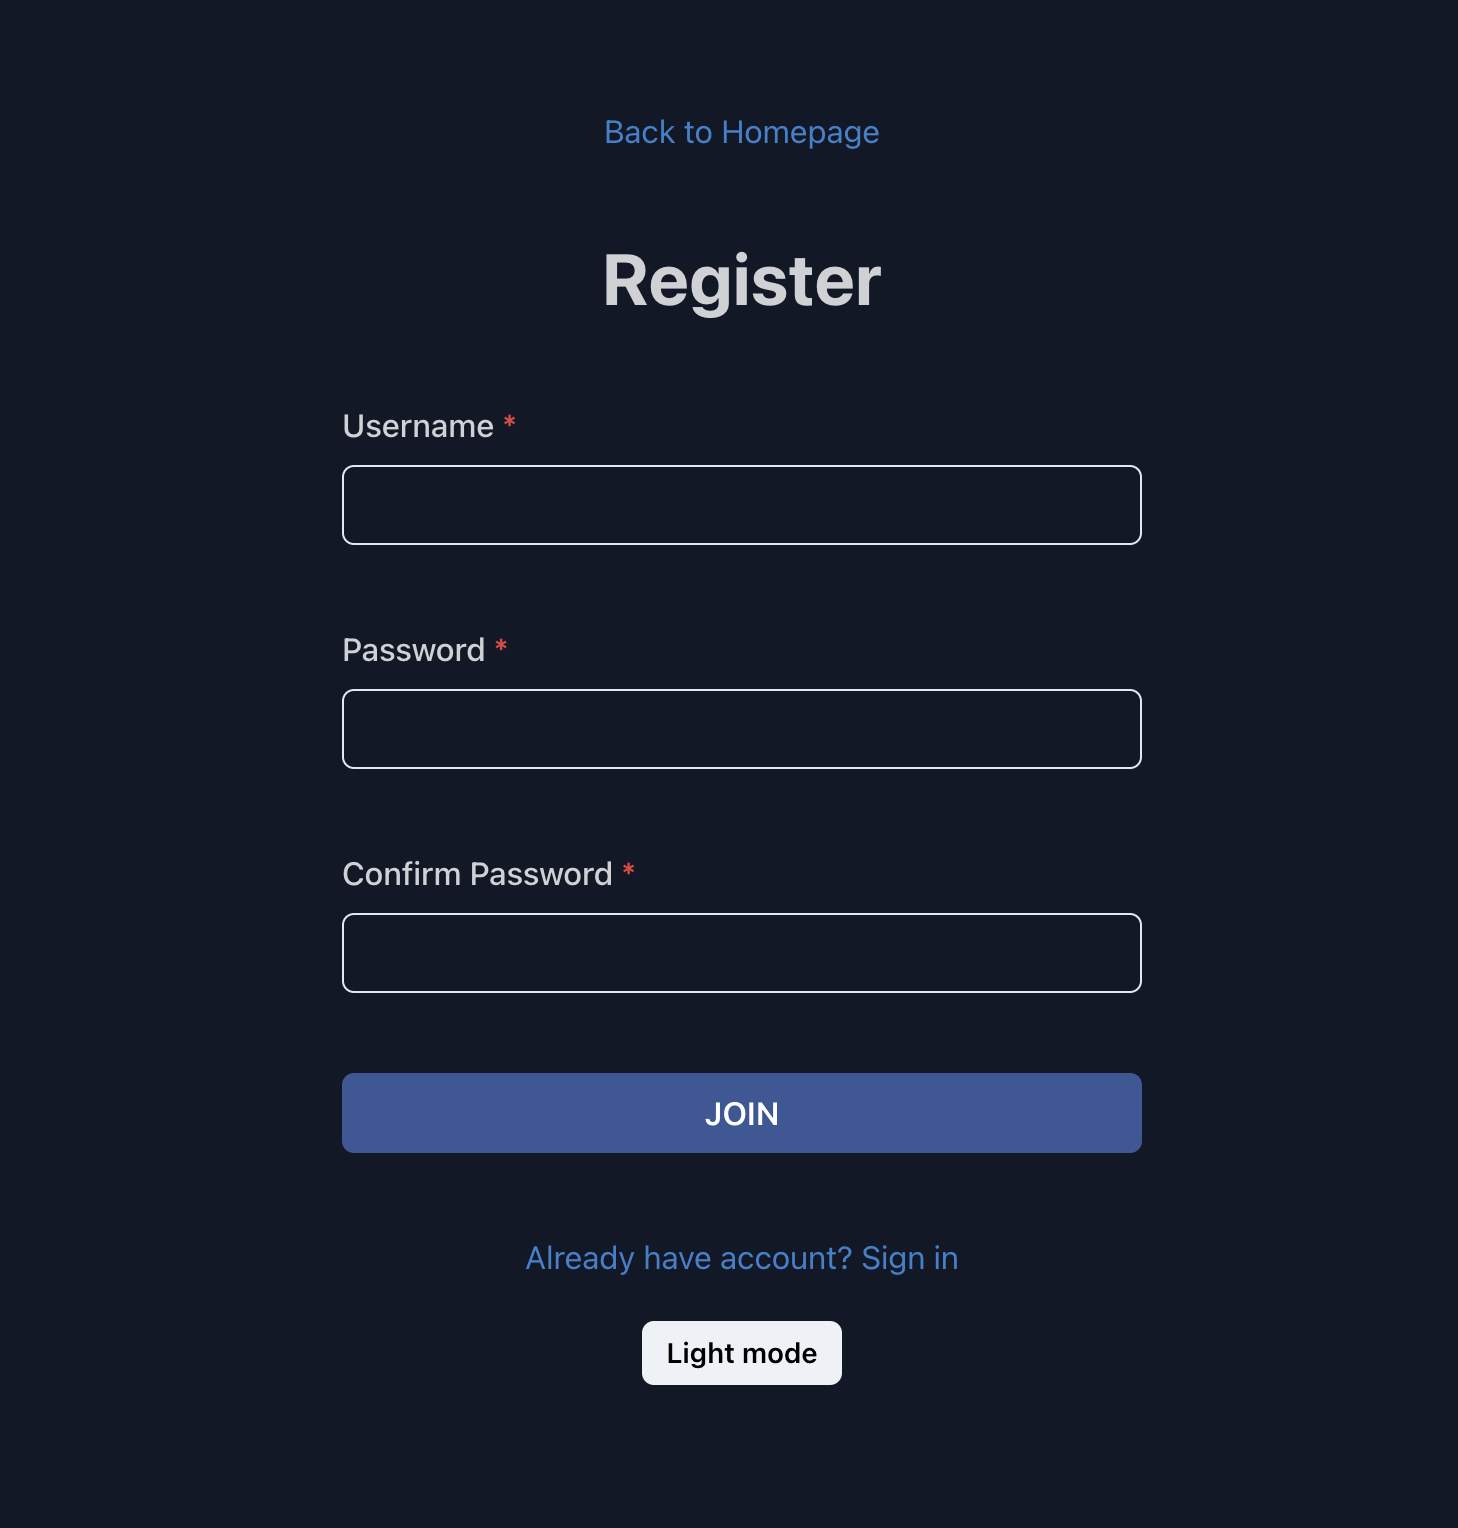 Back to Homepage
Register
Username *
Password *
Confirm Password *
JOIN
Already have account? Sign in
Light mode